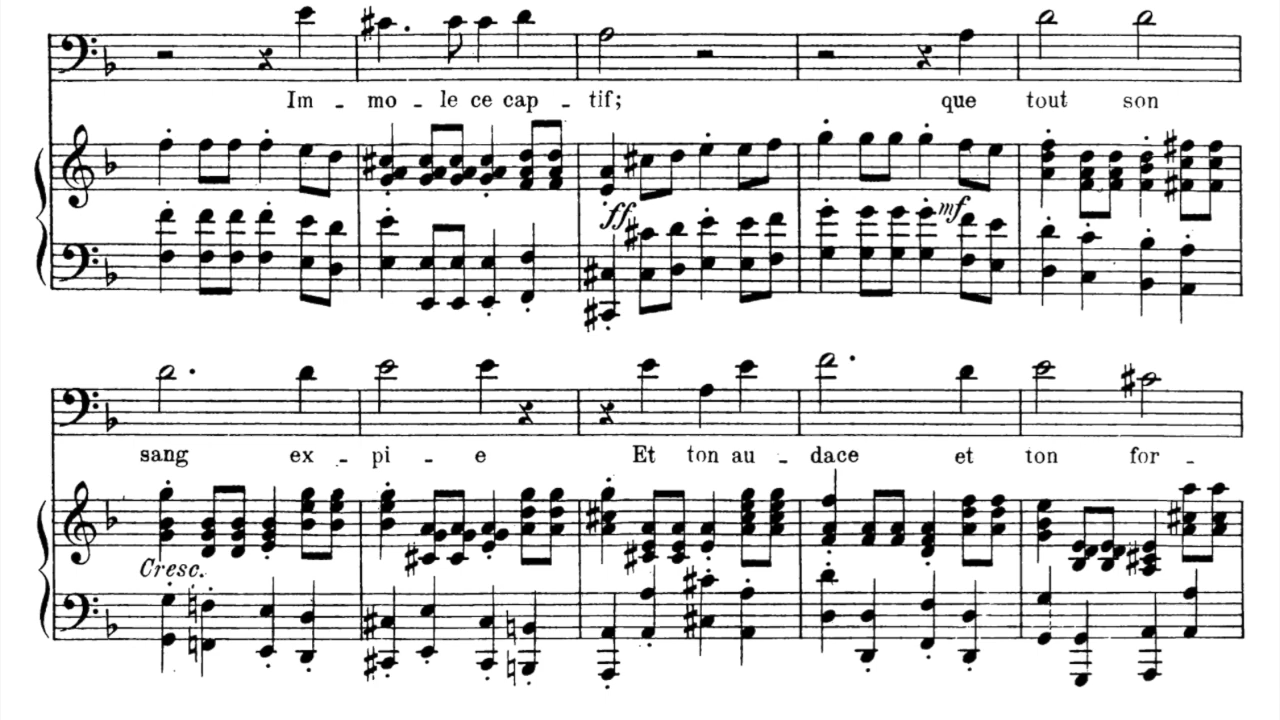 Im - mo - le ce cap - tif; que tout son
ff mf
sang ex - pi - e Et ton au - dace et ton for -
Cresc.